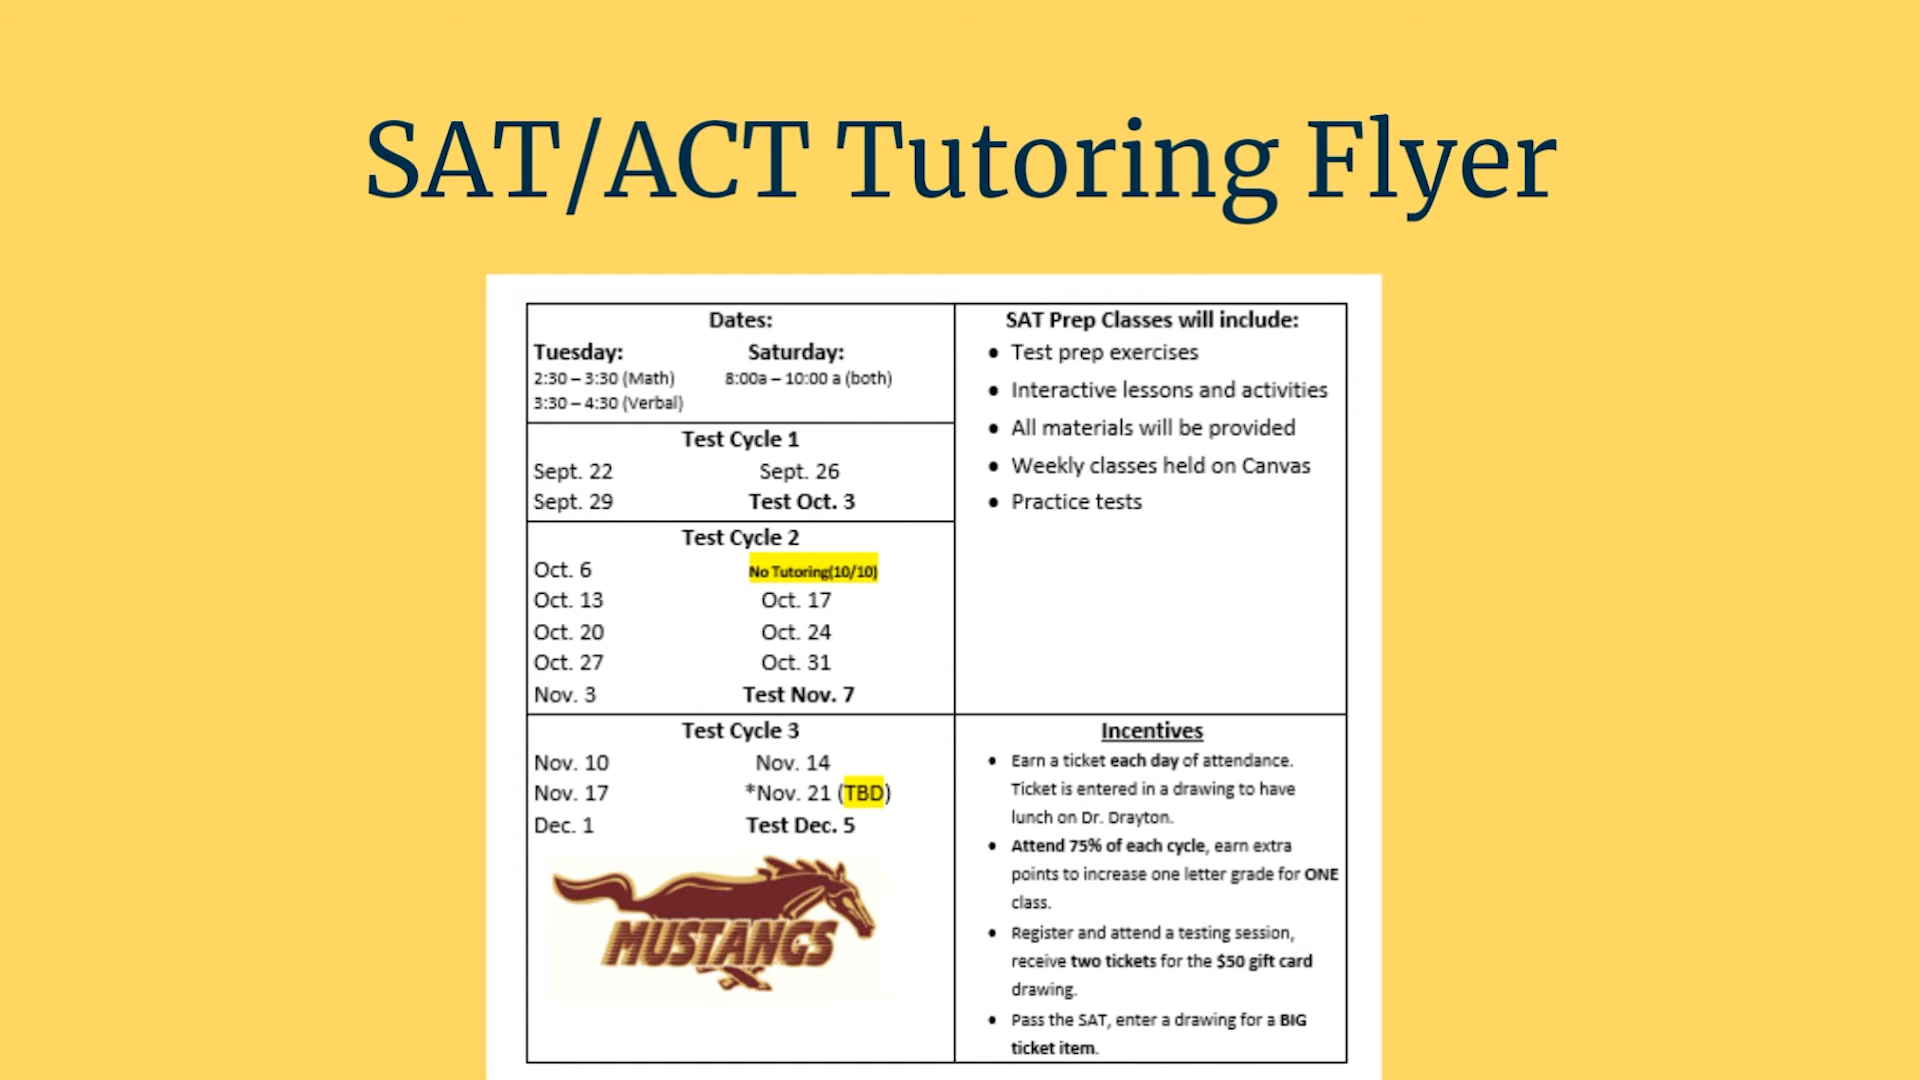 SAT/ACT Tutoring Flyer
Dates:
Tuesday: Saturday:
2:30 – 3:30 (Math) 8:00a – 10:00 a (both)
3:30 – 4:30 (Verbal)
Test Cycle 1
Sept. 22 Sept. 26
Sept. 29 Test Oct. 3
Test Cycle 2
Oct. 6 No Tutoring(10/10)
Oct. 13 Oct. 17
Oct. 20 Oct. 24
Oct. 27 Oct. 31
Nov. 3 Test Nov. 7
Test Cycle 3
Nov. 10 Nov. 14
Nov. 17 *Nov. 21 (TBD)
Dec. 1 Test Dec. 5
MUSTANGS
SAT Prep Classes will include:
• Test prep exercises
• Interactive lessons and activities
• All materials will be provided
• Weekly classes held on Canvas
• Practice tests
Incentives
• Earn a ticket each day of attendance.
Ticket is entered in a drawing to have
lunch on Dr. Drayton.
• Attend 75% of each cycle, earn extra
points to increase one letter grade for ONE
class.
• Register and attend a testing session,
receive two tickets for the $50 gift card
drawing.
• Pass the SAT, enter a drawing for a BIG
ticket item.